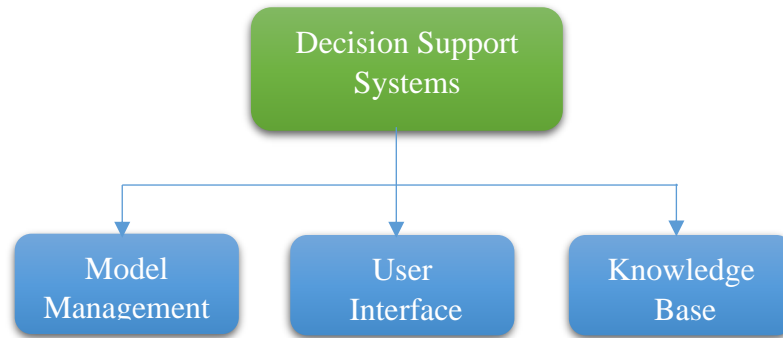 Decision Support
Systems
Model
Management
User
Interface
Knowledge
Base